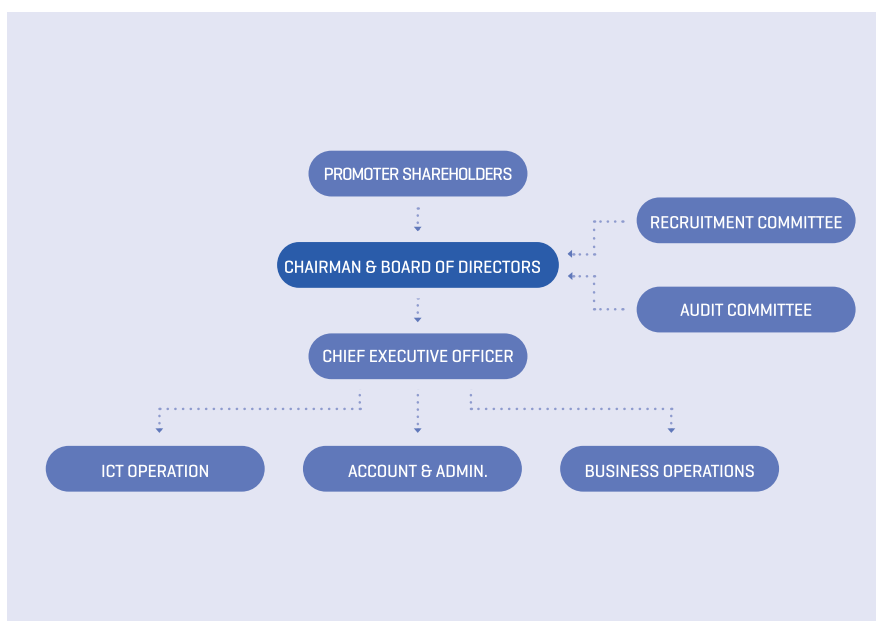 PROMOTER SHAREHOLDERS
RECRUITMENT COMMITTEE
CHAIRMAN & BOARD OF DIRECTORS
AUDIT COMMITTEE
CHIEF EXECUTIVE OFFICER
ICT OPERATION
ACCOUNT & ADMIN.
BUSINESS OPERATIONS